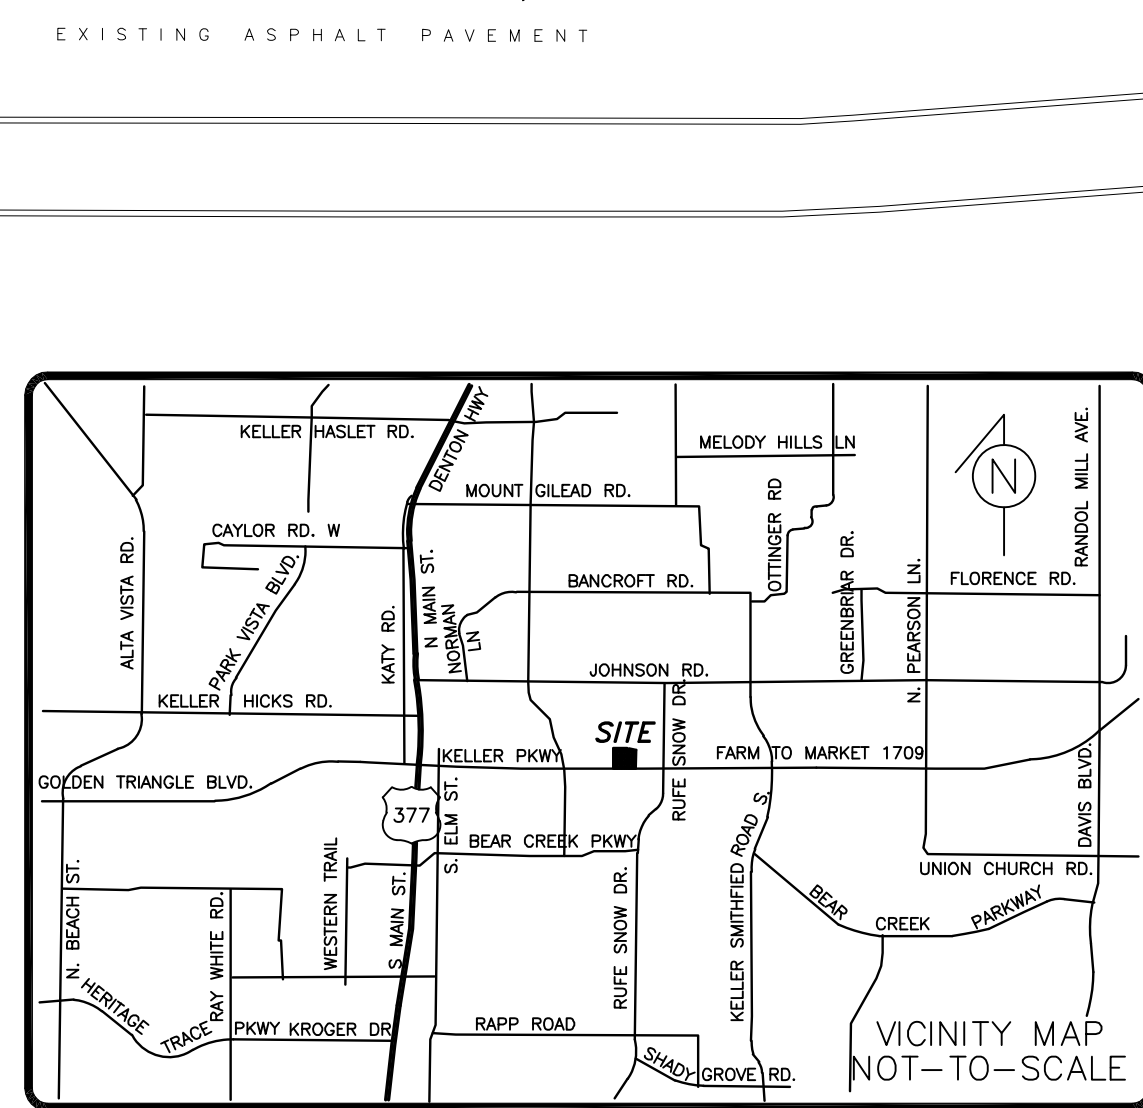 EXISTING ASPHALT PAVEMENT
KELLER HASLET RD.
DENTON HWY
MELODY HILLS LN
N
RANDOL MILL AVE.
MOUNT GILEAD RD.
OTTINGER RD
CAYLOR RD. W
ALTA VISTA RD.
PARK VISTA BLVD.
KATY RD.
N MAIN ST.
NORMAN
LN
BANCROFT RD.
GREENBRIAR DR.
N. PEARSON LN.
FLORENCE RD.
JOHNSON RD.
KELLER HICKS RD.
SITE
RUFE SNOW DR.
KELLER PKWY
FARM TO MARKET 1709
GOLDEN TRIANGLE BLVD.
377
S. ELM ST.
DAVIS BLVD.
BEAR CREEK PKWY
KELLER SMITHFIED ROAD S.
UNION CHURCH RD.
N. BEACH ST.
RAY WHITE RD.
WESTERN TRAIL
S MAIN ST.
RUFE SNOW DR.
BEAR CREEK PARKWAY
HERITAGE TRACE PKWY
KROGER DR
RAPP ROAD
SHADY GROVE RD.
VICINITY MAP
NOT-TO-SCALE